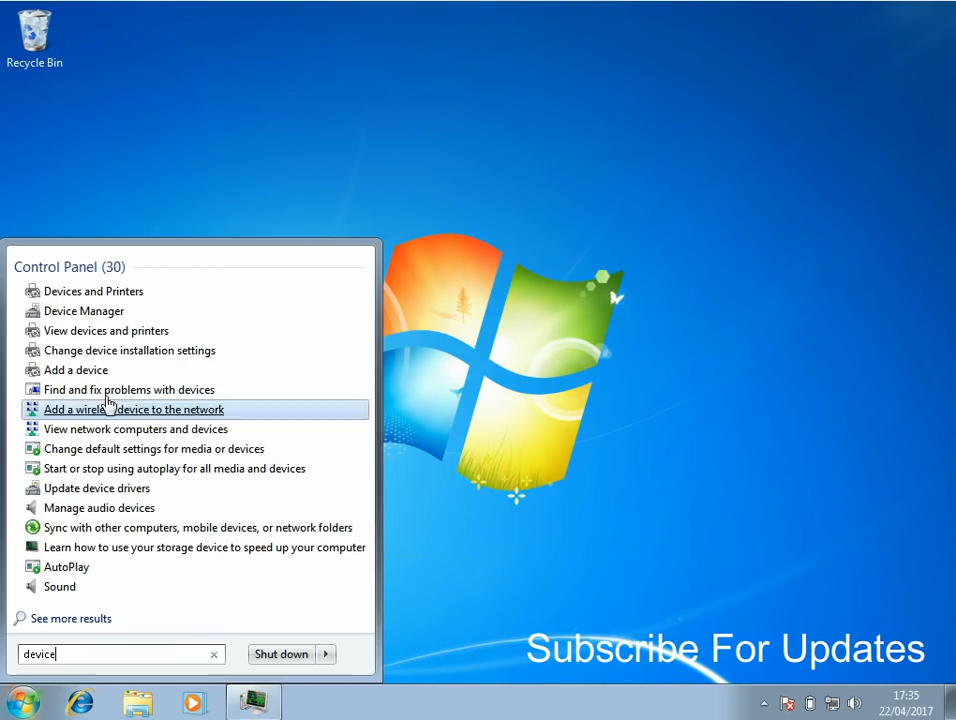 Recycle Bin
Control Panel (30)
Devices and Printers
Device Manager
View devices and printers
Change device installation settings
Add a device
Find and fix problems with devices
Add a wireless device to the network
View network computers and devices
Change default settings for media or devices
Start or stop using autoplay for all media and devices
Update device drivers
Manage audio devices
Sync with other computers, mobile devices, or network folders
Learn how to use your storage device to speed up your computer
AutoPlay
Sound
See more results
device
Shut down
Subscribe For Updates
17:35
22/04/2017